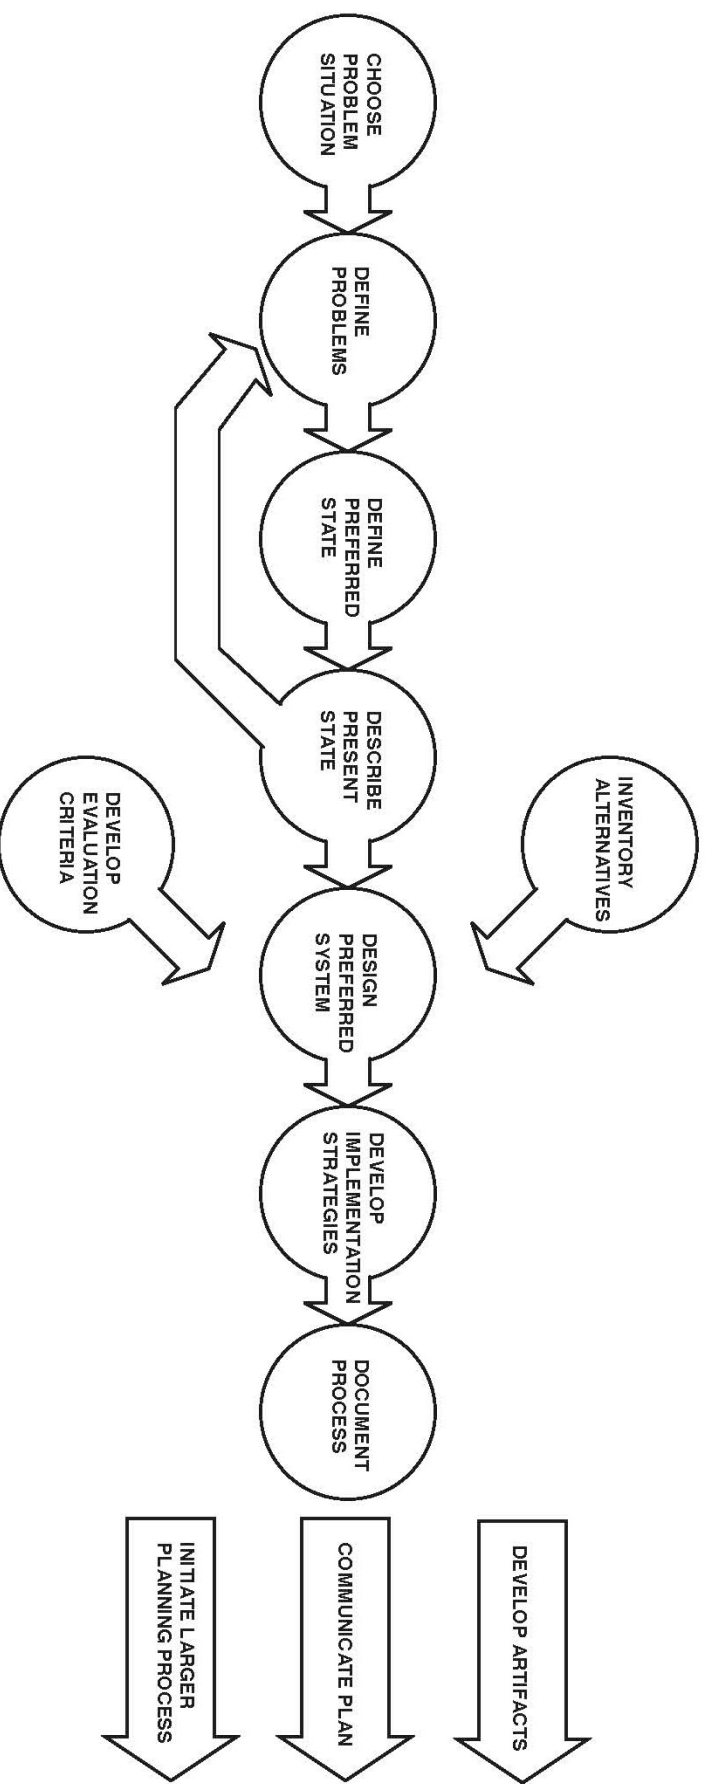 CHOOSE
PROBLEM
SITUATION
DEFINE
PROBLEMS
DEFINE
PREFERRED
STATE
DESCRIBE
PRESENT
STATE
INVENTORY
ALTERNATIVES
DEVELOP
EVALUATION
CRITERIA
DESIGN
PREFERRED
SYSTEM
DEVELOP
IMPLEMENTATION
STRATEGIES
DOCUMENT
PROCESS
DEVELOP ARTIFACTS
COMMUNICATE PLAN
INITIATE LARGER
PLANNING PROCESS